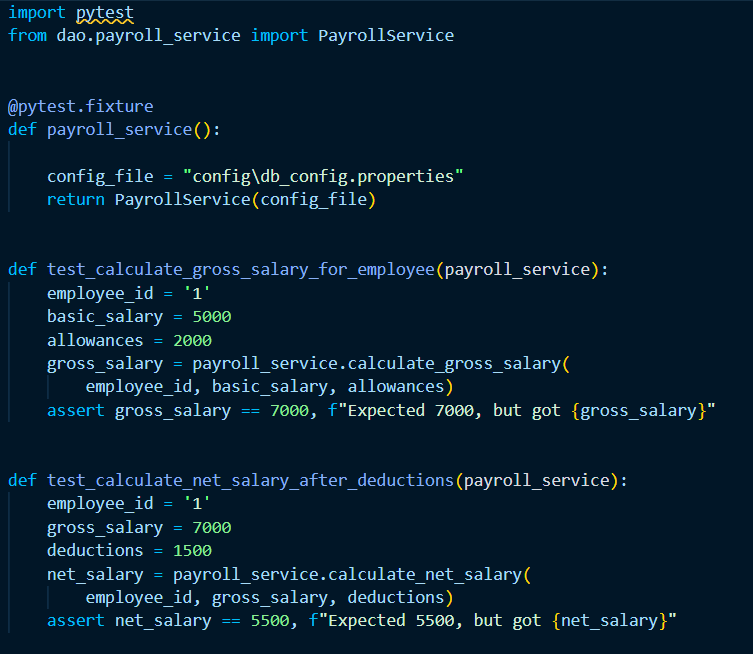 import pytest
from dao.payroll_service import PayrollService
@pytest.fixture
def payroll_service():
config_file = "config\db_config.properties"
return PayrollService(config_file)
def test_calculate_gross_salary_for_employee(payroll_service):
employee_id = '1'
basic_salary = 5000
allowances = 2000
gross_salary = payroll_service.calculate_gross_salary(
employee_id, basic_salary, allowances)
assert gross_salary == 7000, f"Expected 7000, but got {gross_salary}"
def test_calculate_net_salary_after_deductions(payroll_service):
employee_id = '1'
gross_salary = 7000
deductions = 1500
net_salary = payroll_service.calculate_net_salary(
employee_id, gross_salary, deductions)
assert net_salary == 5500, f"Expected 5500, but got {net_salary}"